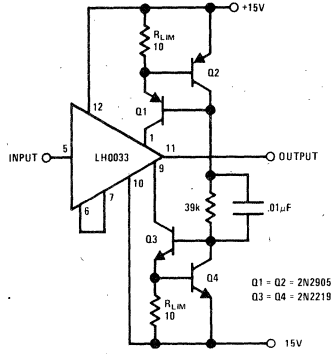 +15V
RLIM
10
Q2
12
Q1
1
5
11
INPUT
LH0033
OUTPUT
10
9
6
7
39k
.01μF
Q3
Q4
Q1 = Q2 = 2N2905
Q3 = Q4 = 2N2219
RLIM
10
15V